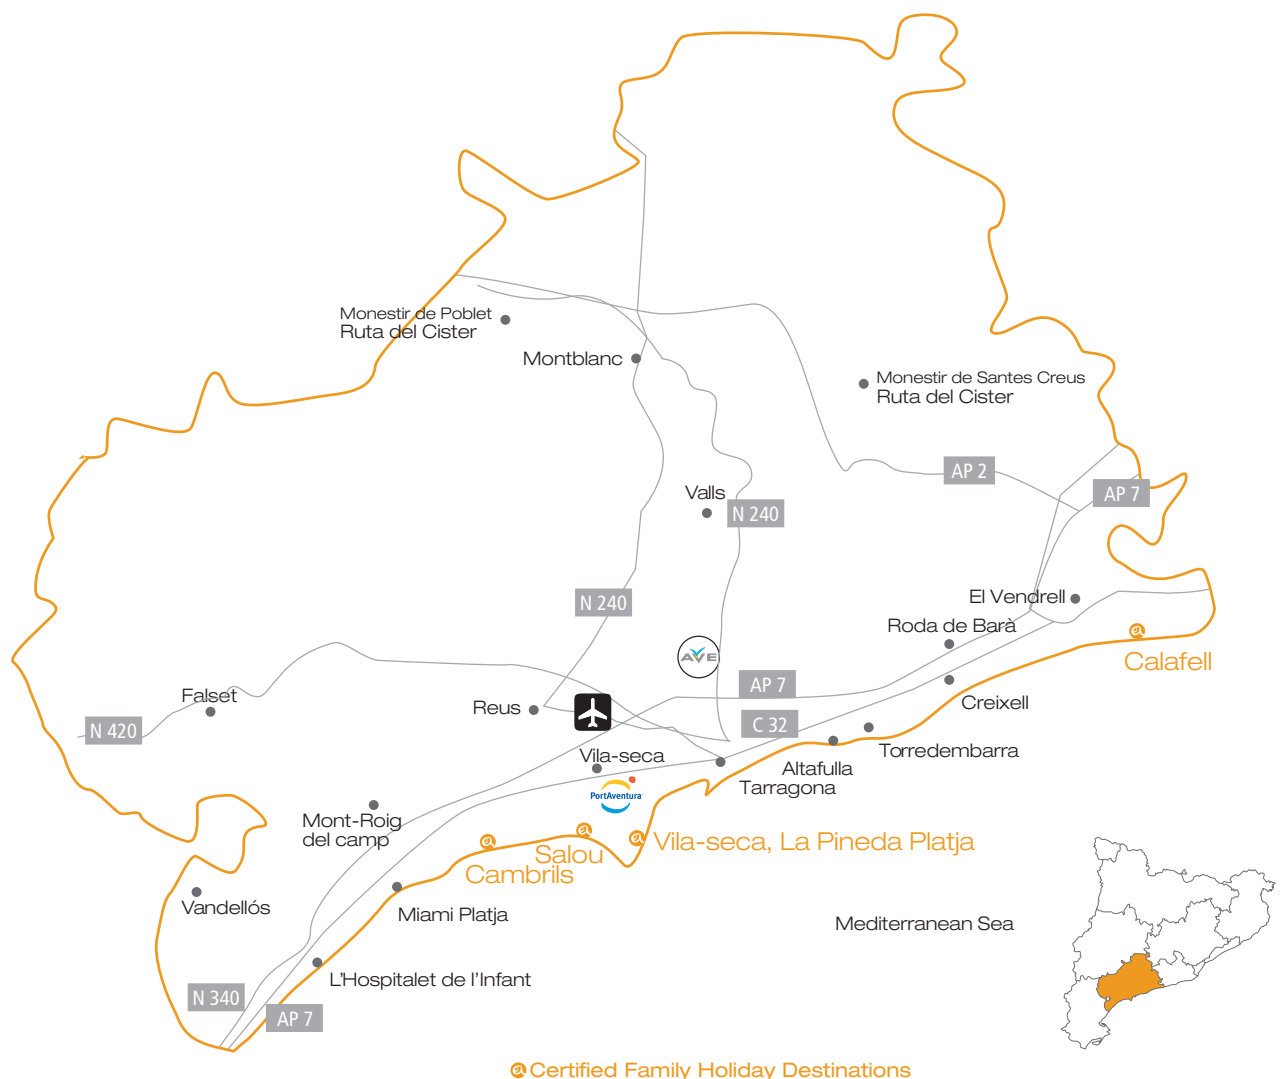 Monestir de Poblet
Ruta del Cister
Montblanc
Monestir de Santes Creus
Ruta del Cister
AP 2
AP 7
Valls
N 240
N 240
El Vendrell
Roda de Barà
AVE
Calafell
AP 7
Falset
Reus
Creixell
N 420
C 32
Torredembarra
Vila-seca
Altafulla
Tarragona
PortAventura
Mont-Roig
del camp
Vila-seca, La Pineda Platja
Salou
Cambrils
Vandellós
Miami Platja
Mediterranean Sea
L'Hospitalet de l'Infant
N 340
AP 7
Certified Family Holiday Destinations